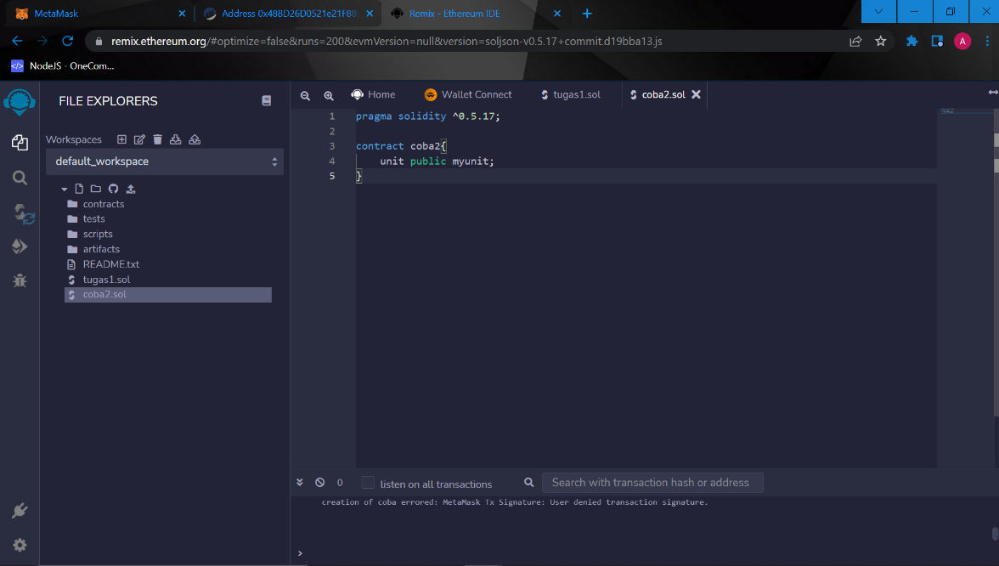 MetaMask
Address 0x48BD26D0521e21F88
Remix - Ethereum IDE
remix.ethereum.org/#optimize=false&runs=200&evmVersion=null&version=soljson-v0.5.17+commit.d19bba13.js
A
</> NodeJS - OneCom...
FILE EXPLORERS
Home
Wallet Connect
tugas1.sol
coba2.sol
Workspaces
default_workspace
contracts
tests
scripts
artifacts
README.txt
tugas1.sol
coba2.sol
1 pragma solidity ^0.5.17;
2
3 contract coba2{
4 unit public myunit;
5 }
0
listen on all transactions
Search with transaction hash or address
creation of coba errored: MetaMask Tx Signature: User denied transaction signature.
>